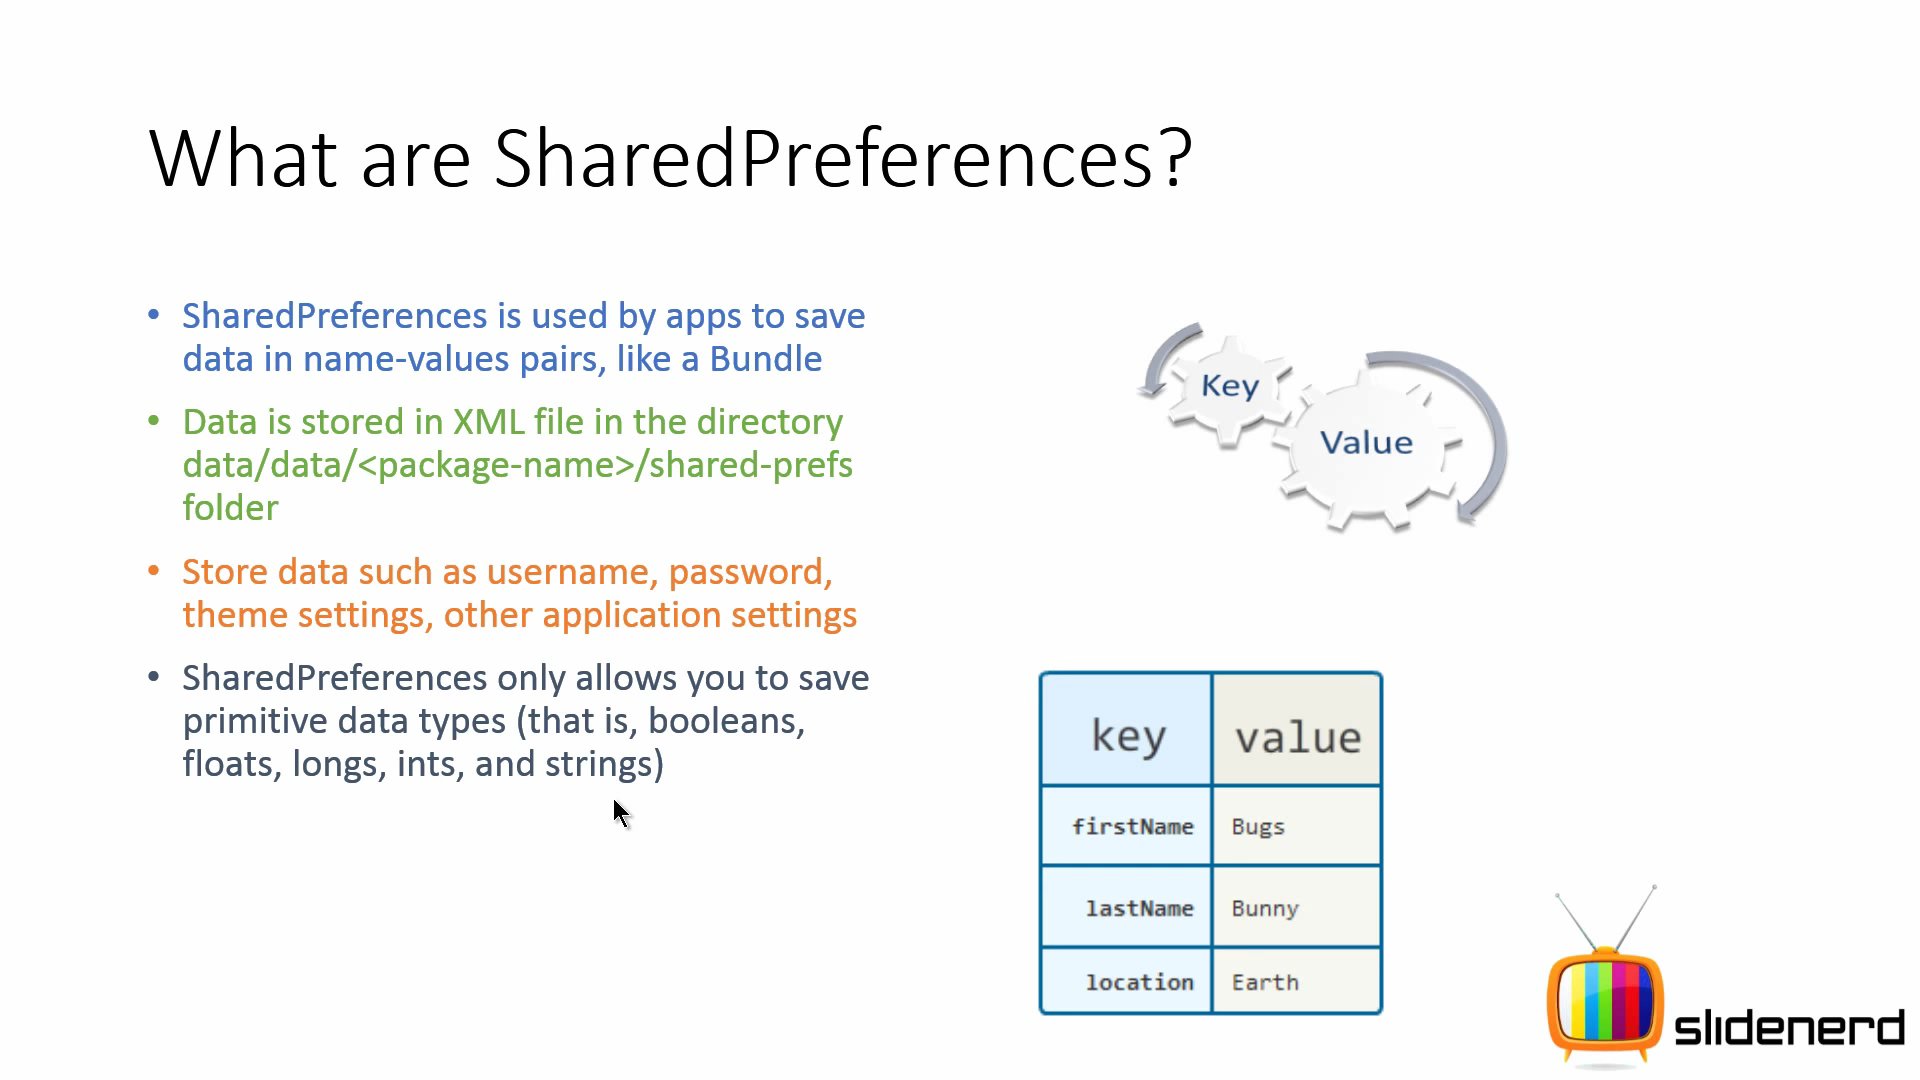 What are SharedPreferences?
• SharedPreferences is used by apps to save
data in name-values pairs, like a Bundle
• Data is stored in XML file in the directory
data/data/<package-name>/shared-prefs
folder
• Store data such as username, password,
theme settings, other application settings
• SharedPreferences only allows you to save
primitive data types (that is, booleans,
floats, longs, ints, and strings)
Key
Value
key value
firstName Bugs
lastName Bunny
location Earth
slidenerd